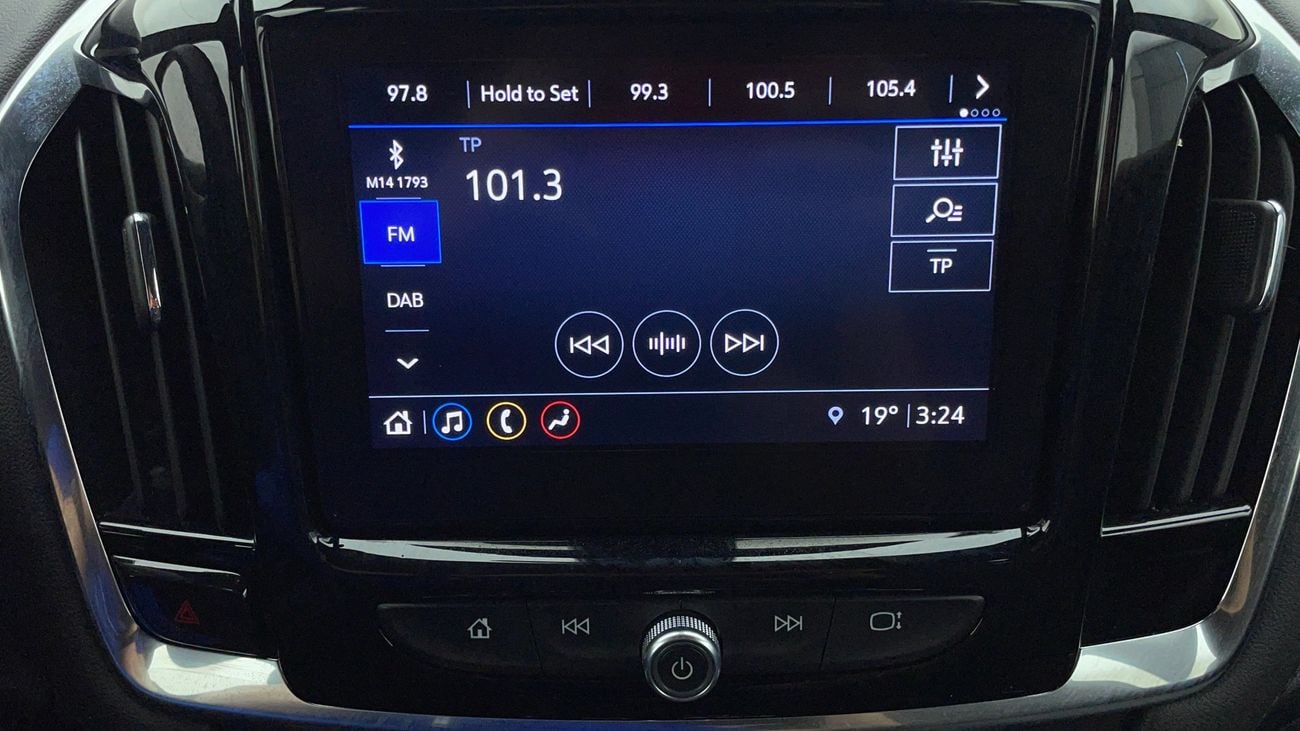 97.8 Hold to Set 99.3 100.5 105.4
TP
M14 1793
101.3
FM
TP
DAB
19° 3:24